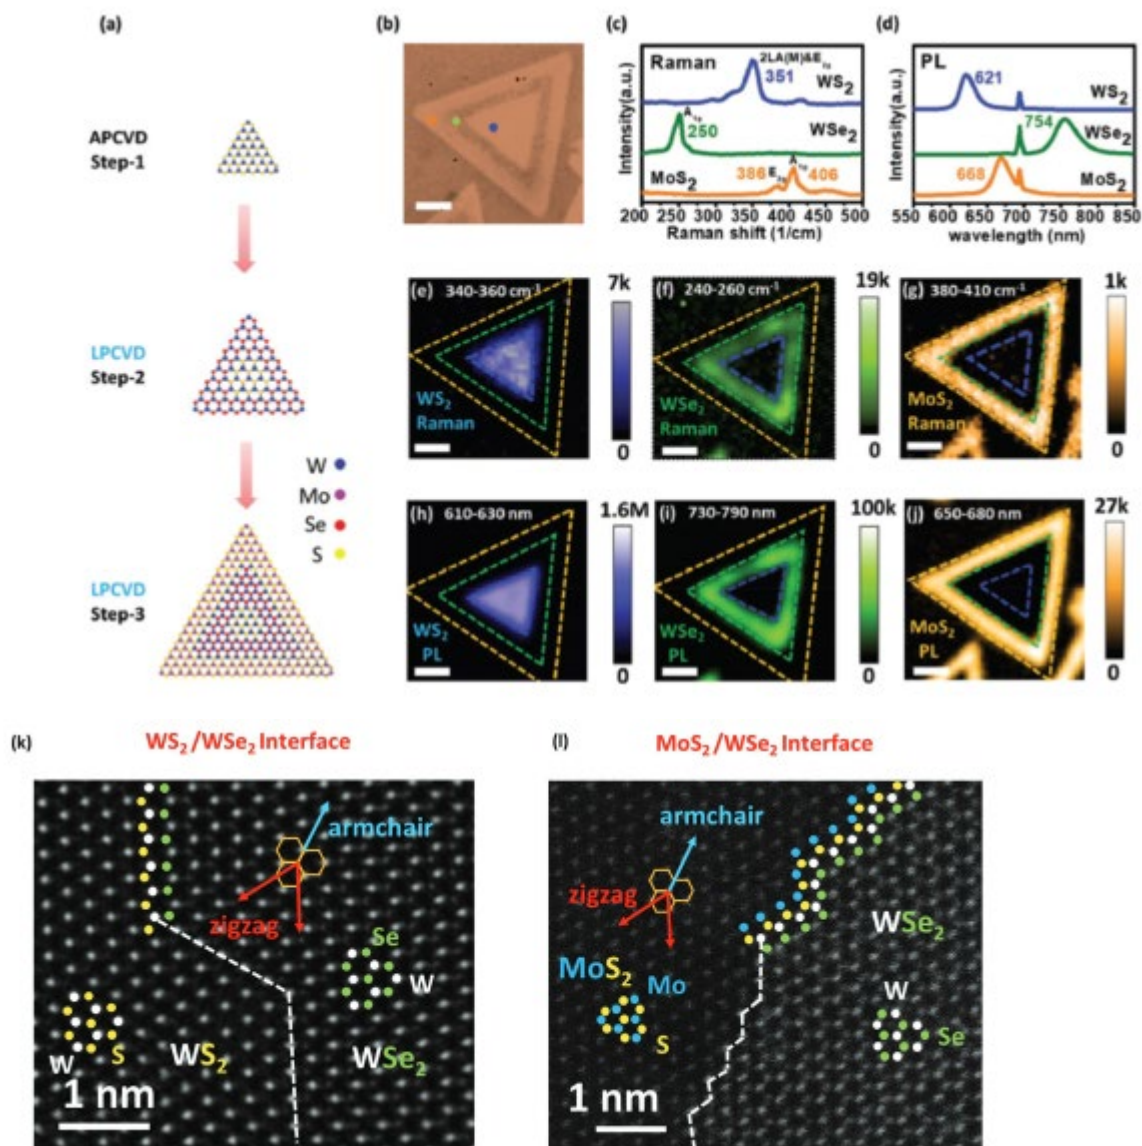 (a)
APCVD
Step-1
LPCVD
Step-2
LPCVD
Step-3
W
Mo
Se
S
(b)
(c)
Raman
2LA(M)&E₂g
351
WS₂
A₁g
250
WSe₂
386
E₂g
A₁g
406
MoS₂
Intensity(a.u.)
200 250 300 350 400 450 500
Raman shift (1/cm)
(d)
PL
621
WS₂
754
WSe₂
668
MoS₂
Intensity(a.u.)
550 600 650 700 750 800 850
wavelength (nm)
(e) 340-360 cm⁻¹
WS₂
Raman
7k
0
(f) 240-260 cm⁻¹
WSe₂
Raman
19k
0
(g) 380-410 cm⁻¹
MoS₂
Raman
1k
0
(h) 610-630 nm
WS₂
PL
1.6M
0
(i) 730-790 nm
WSe₂
PL
100k
0
(j) 650-680 nm
MoS₂
PL
27k
0
(k)
WS₂/WSe₂ Interface
armchair
zigzag
Se
W
W
S
WS₂
WSe₂
1 nm
(l)
MoS₂/WSe₂ Interface
armchair
zigzag
WSe₂
MoS₂
Mo
S
W
Se
1 nm